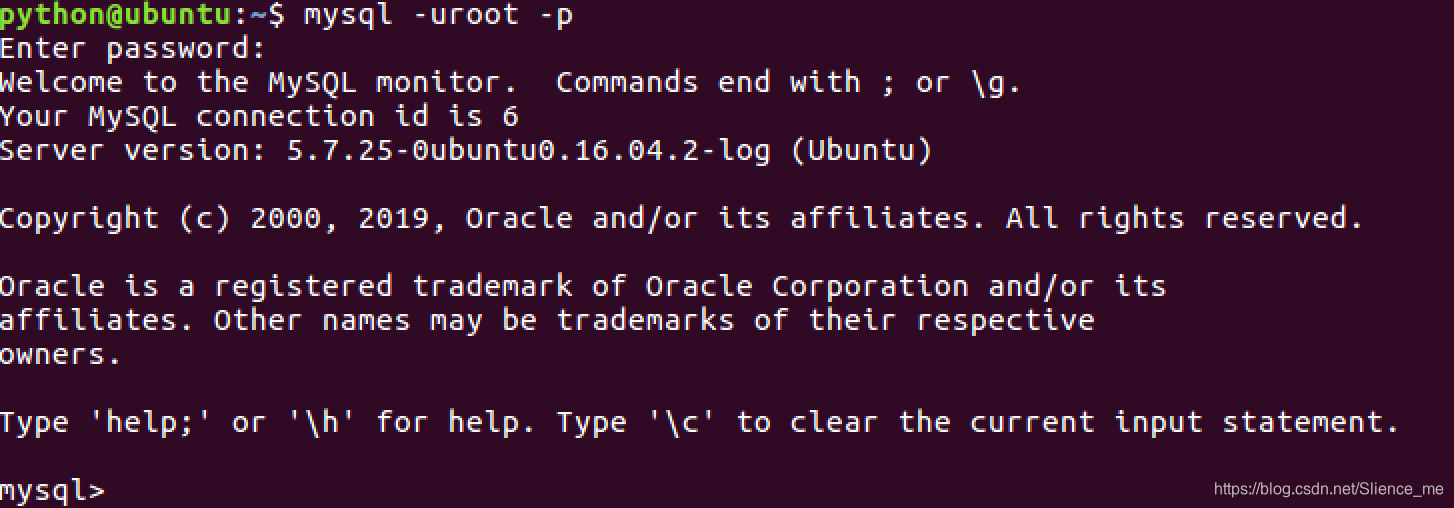 python@ubuntu:~$ mysql -uroot -p
Enter password:
Welcome to the MySQL monitor.  Commands end with ; or \g.
Your MySQL connection id is 6
Server version: 5.7.25-0ubuntu0.16.04.2-log (Ubuntu)
Copyright (c) 2000, 2019, Oracle and/or its affiliates. All rights reserved.
Oracle is a registered trademark of Oracle Corporation and/or its
affiliates. Other names may be trademarks of their respective
owners.
Type 'help;' or '\h' for help. Type '\c' to clear the current input statement.
mysql>
https://blog.csdn.net/Slience_me